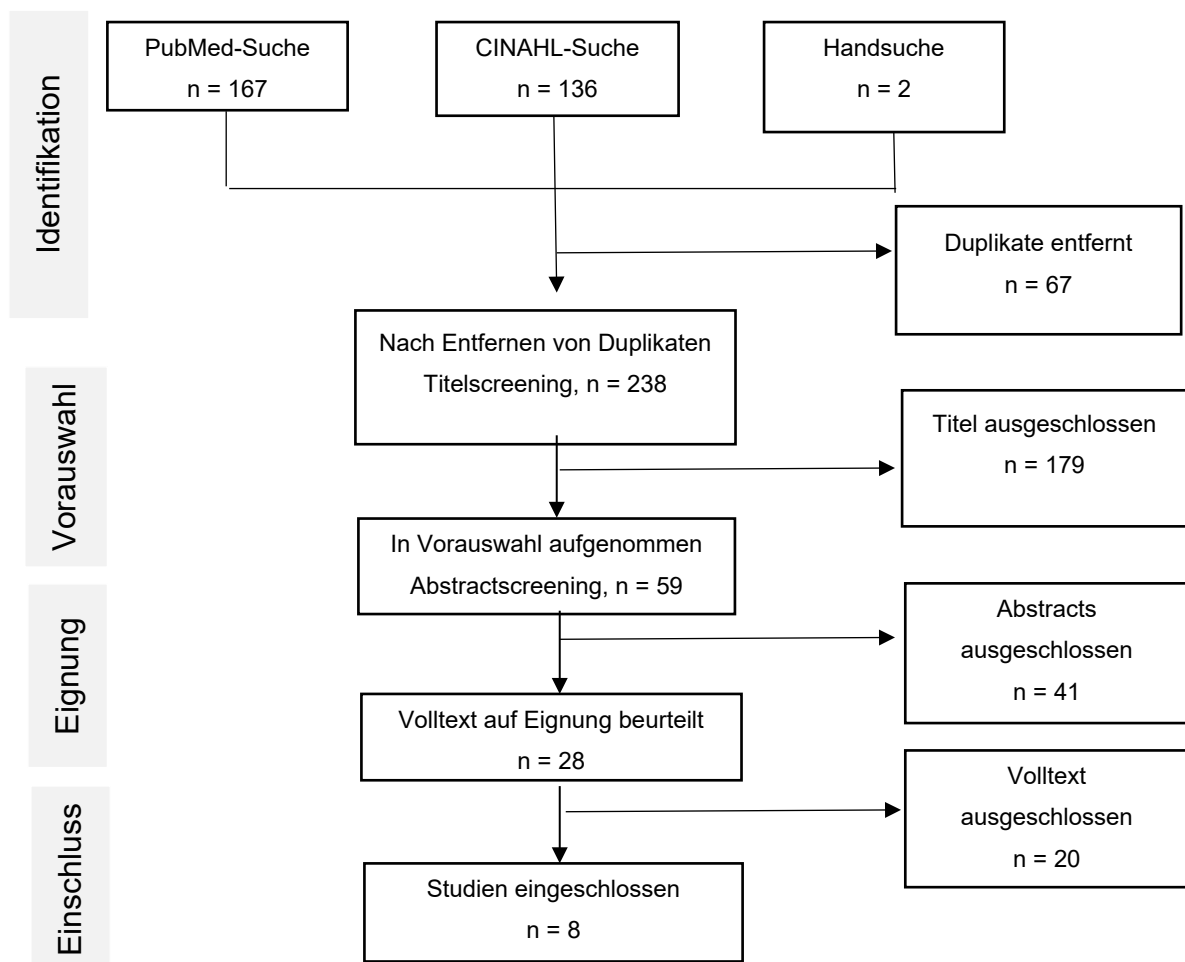 PubMed-Suche
n = 167
CINAHL-Suche
n = 136
Handsuche
n = 2
Identifikation
Duplikate entfernt
n = 67
Nach Entfernen von Duplikaten
Titelscreening, n = 238
Vorauswahl
Titel ausgeschlossen
n = 179
In Vorauswahl aufgenommen
Abstractscreening, n = 59
Eignung
Abstracts
ausgeschlossen
n = 41
Volltext auf Eignung beurteilt
n = 28
Volltext
ausgeschlossen
n = 20
Einschluss
Studien eingeschlossen
n = 8